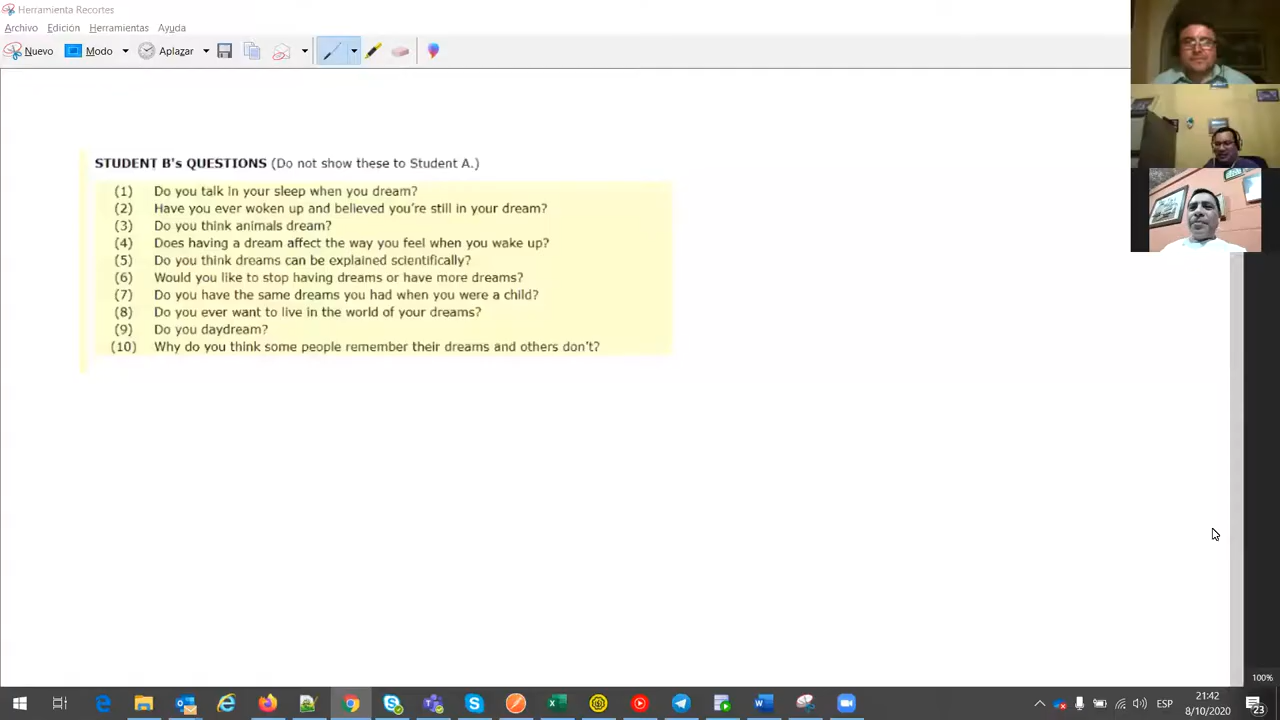 Herramienta Recortes
Archivo Edición Herramientas Ayuda
Nuevo Modo Aplazar
STUDENT B's QUESTIONS (Do not show these to Student A.)
(1) Do you talk in your sleep when you dream?
(2) Have you ever woken up and believed you're still in your dream?
(3) Do you think animals dream?
(4) Does having a dream affect the way you feel when you wake up?
(5) Do you think dreams can be explained scientifically?
(6) Would you like to stop having dreams or have more dreams?
(7) Do you have the same dreams you had when you were a child?
(8) Do you ever want to live in the world of your dreams?
(9) Do you daydream?
(10) Why do you think some people remember their dreams and others don't?
100%
ESP
21:42
8/10/2020
23